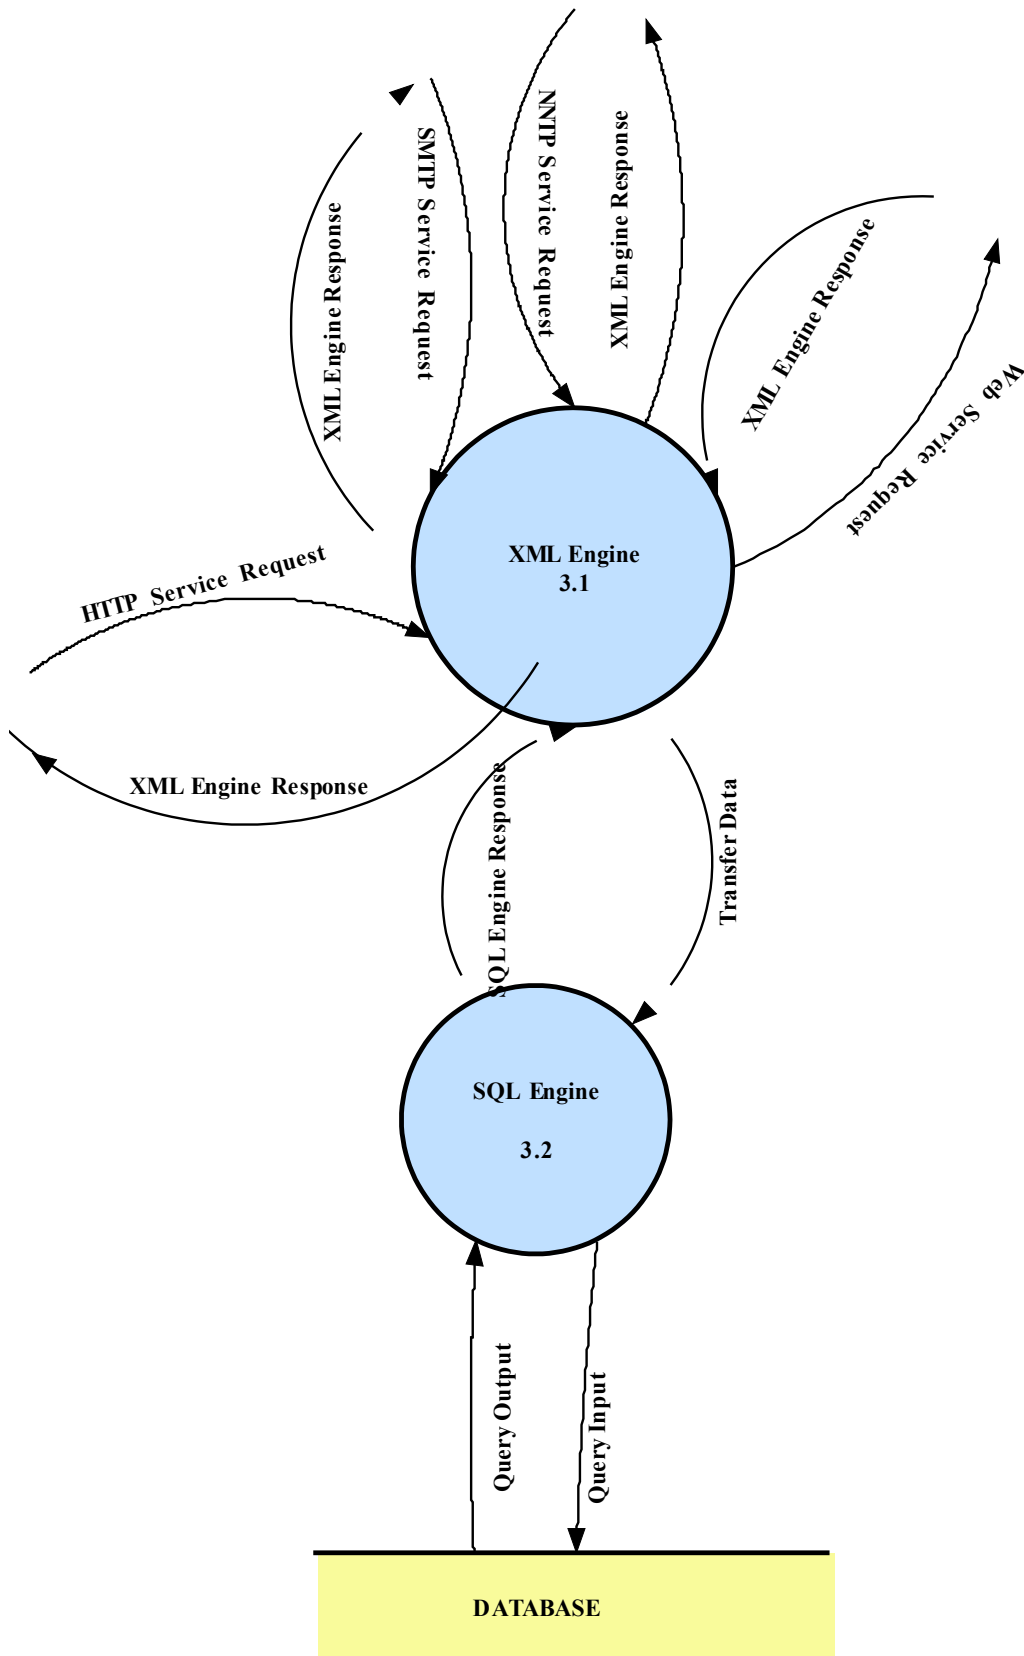 NNTP Service Request
XML Engine Response
SMTP Service Request
XML Engine Response
XML Engine Response
Web Service Request
XML Engine
3.1
HTTP Service Request
XML Engine Response
SQL Engine Response
Transfer Data
SQL Engine
3.2
Query Output
Query Input
DATABASE